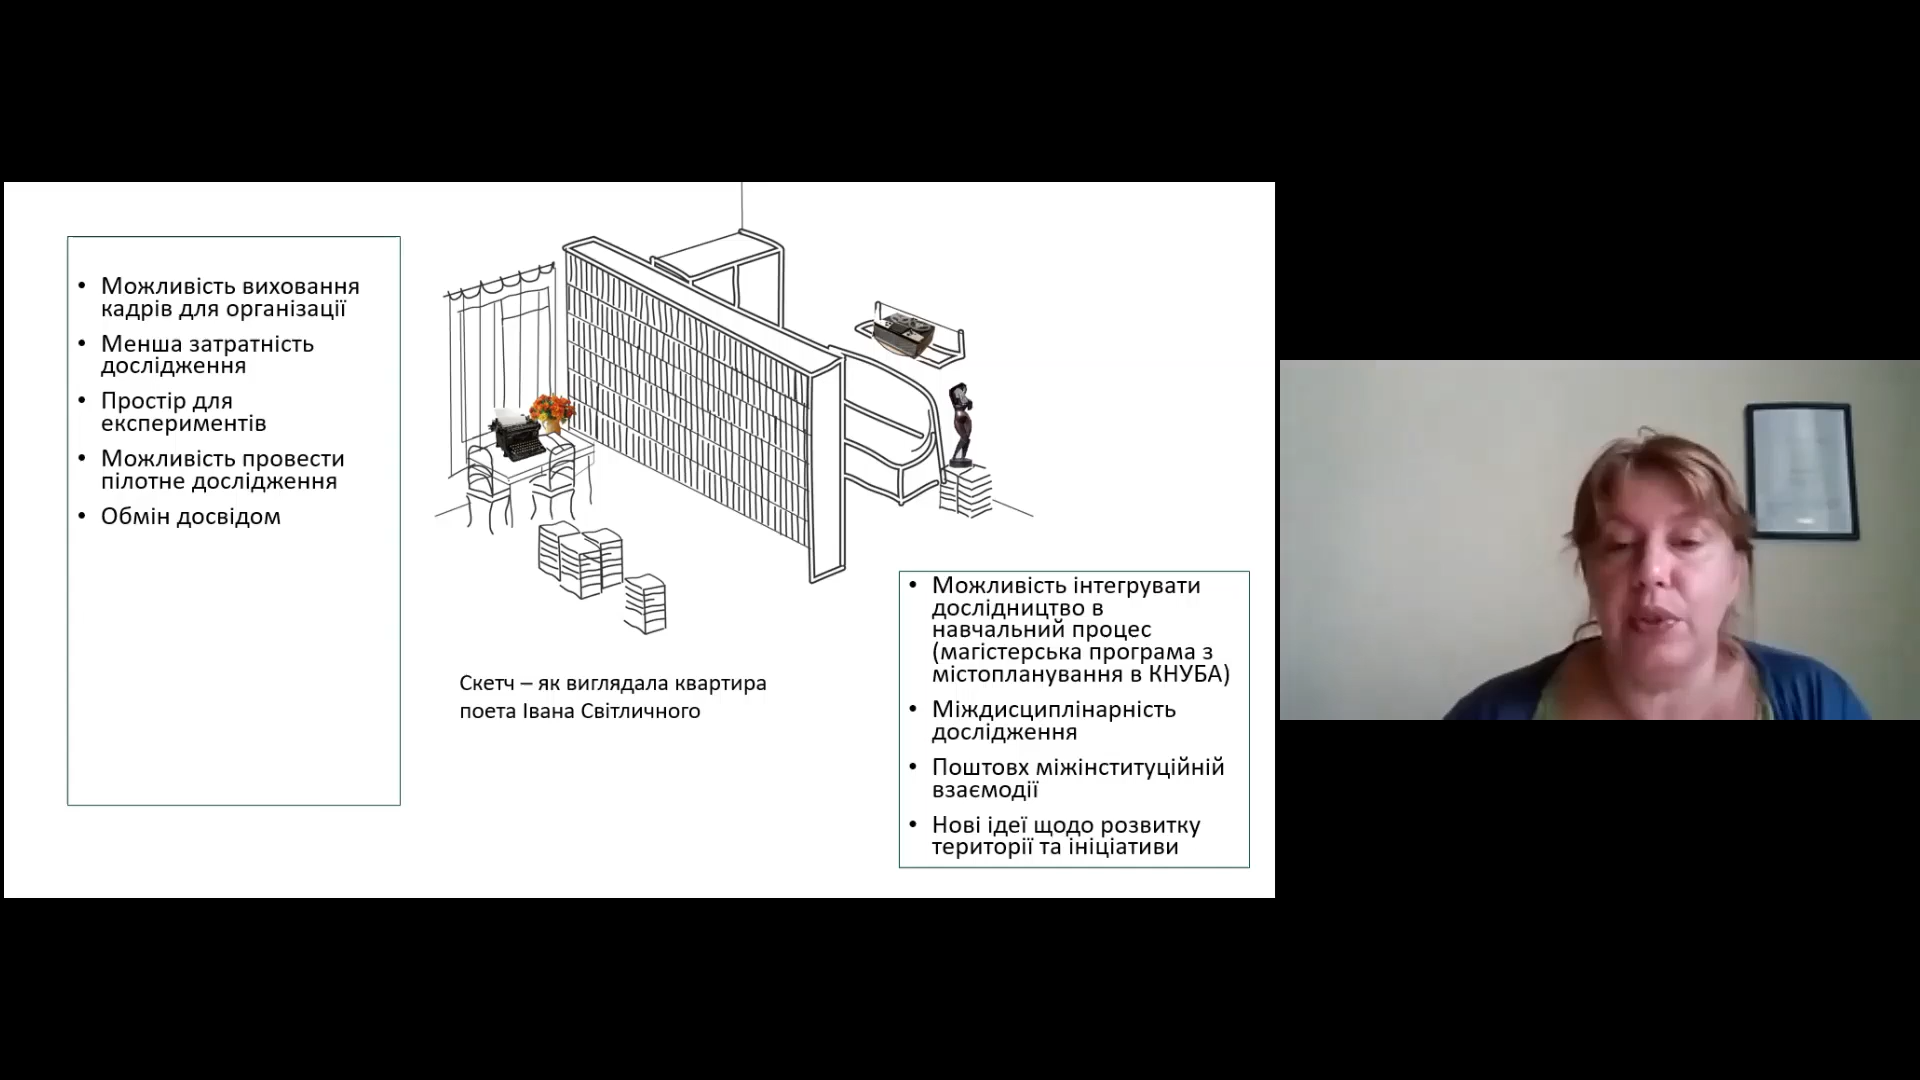 • Можливість виховання
кадрів для організації
• Менша затратність
дослідження
• Простір для
експериментів
• Можливість провести
пілотне дослідження
• Обмін досвідом
Скетч – як виглядала квартира
поета Івана Світличного
• Можливість інтегрувати
дослідництво в
навчальний процес
(магістерська програма з
містопланування в КНУБА)
• Міждисциплінарність
дослідження
• Поштовх міжінституційній
взаємодії
• Нові ідеї щодо розвитку
території та ініціативи